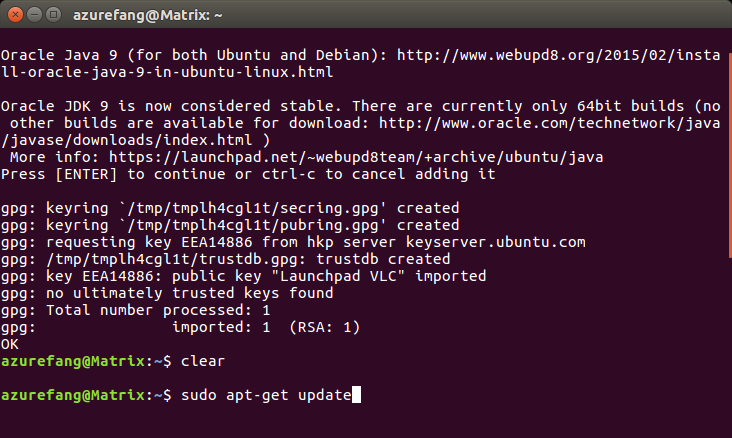 azurefang@Matrix: ~
Oracle Java 9 (for both Ubuntu and Debian): http://www.webupd8.org/2015/02/insta
ll-oracle-java-9-in-ubuntu-linux.html
Oracle JDK 9 is now considered stable. There are currently only 64bit builds (no
 other builds are available for download: http://www.oracle.com/technetwork/java
/javase/downloads/index.html )
 More info: https://launchpad.net/~webupd8team/+archive/ubuntu/java
Press [ENTER] to continue or ctrl-c to cancel adding it
gpg: keyring `/tmp/tmplh4cgl1t/secring.gpg' created
gpg: keyring `/tmp/tmplh4cgl1t/pubring.gpg' created
gpg: requesting key EEA14886 from hkp server keyserver.ubuntu.com
gpg: /tmp/tmplh4cgl1t/trustdb.gpg: trustdb created
gpg: key EEA14886: public key "Launchpad VLC" imported
gpg: no ultimately trusted keys found
gpg: Total number processed: 1
gpg:               imported: 1  (RSA: 1)
OK
azurefang@Matrix:~$ clear
azurefang@Matrix:~$ sudo apt-get update